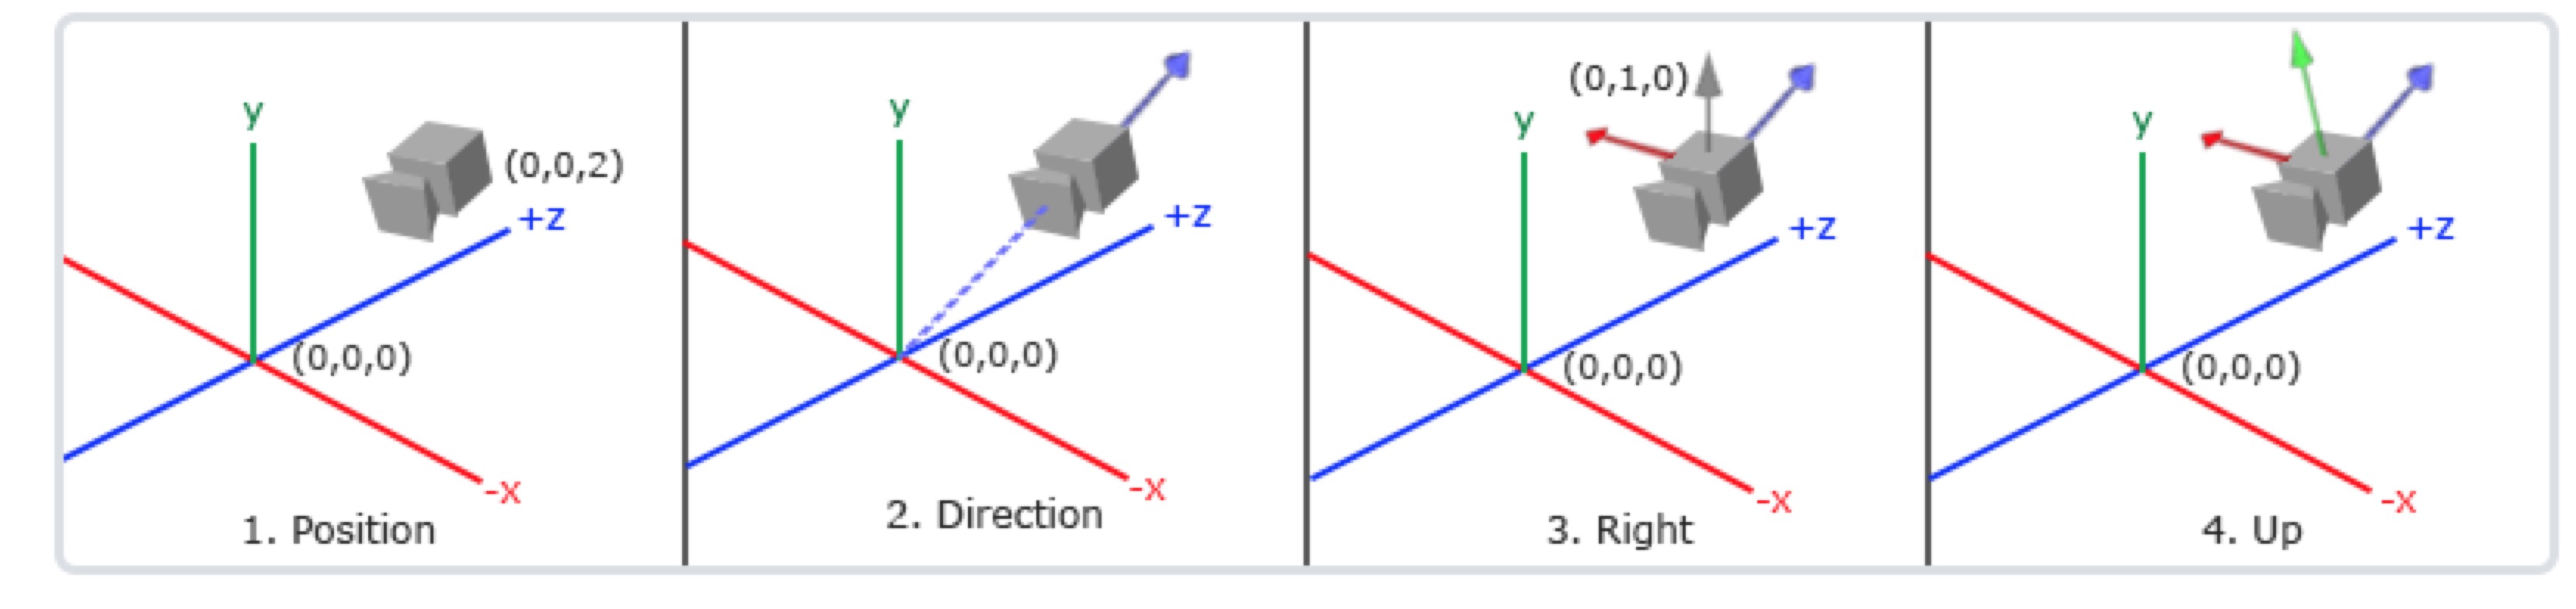 y
(0,0,2)
+z
(0,0,0)
-x
1. Position
y
+z
(0,0,0)
-x
2. Direction
(0,1,0)
y
+z
(0,0,0)
-x
3. Right
y
+z
(0,0,0)
-x
4. Up